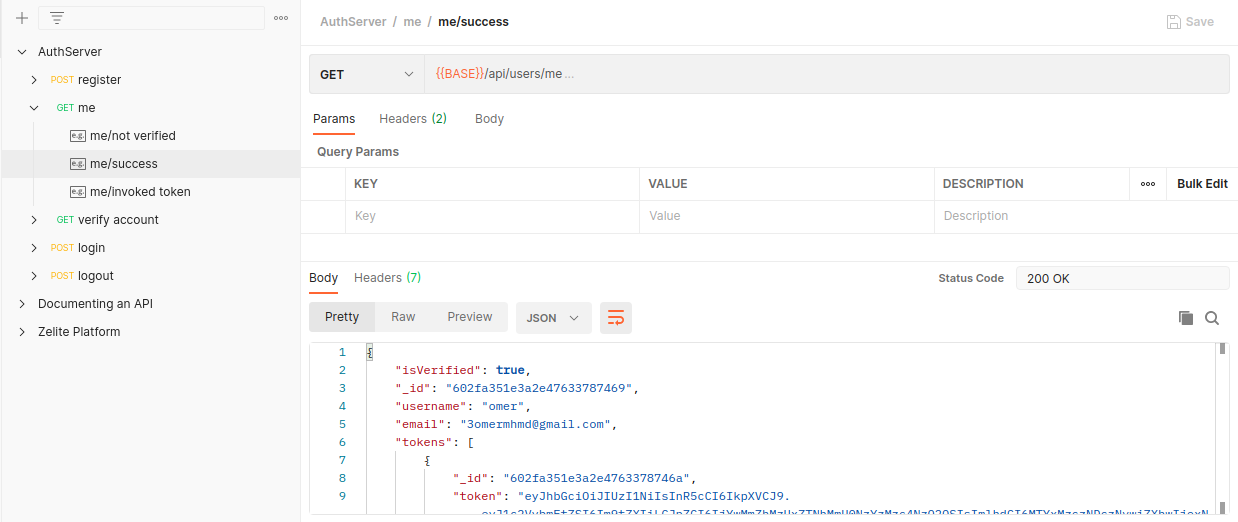 AuthServer / me / me/success
Save
AuthServer
POST register
GET me
e.g. me/not verified
e.g. me/success
e.g. me/invoked token
GET verify account
POST login
POST logout
Documenting an API
Zelite Platform
GET
{{BASE}}/api/users/me ...
Params Headers (2) Body
Query Params
KEY VALUE DESCRIPTION Bulk Edit
Key Value Description
Body Headers (7) Status Code 200 OK
Pretty Raw Preview JSON
1 {
2 "isVerified": true,
3 "_id": "602fa351e3a2e47633787469",
4 "username": "omer",
5 "email": "3omermhmd@gmail.com",
6 "tokens": [
7 {
8 "_id": "602fa351e3a2e4763378746a",
9 "token": "eyJhbGciOiJIUzI1NiIsInR5cCI6IkpXVCJ9.